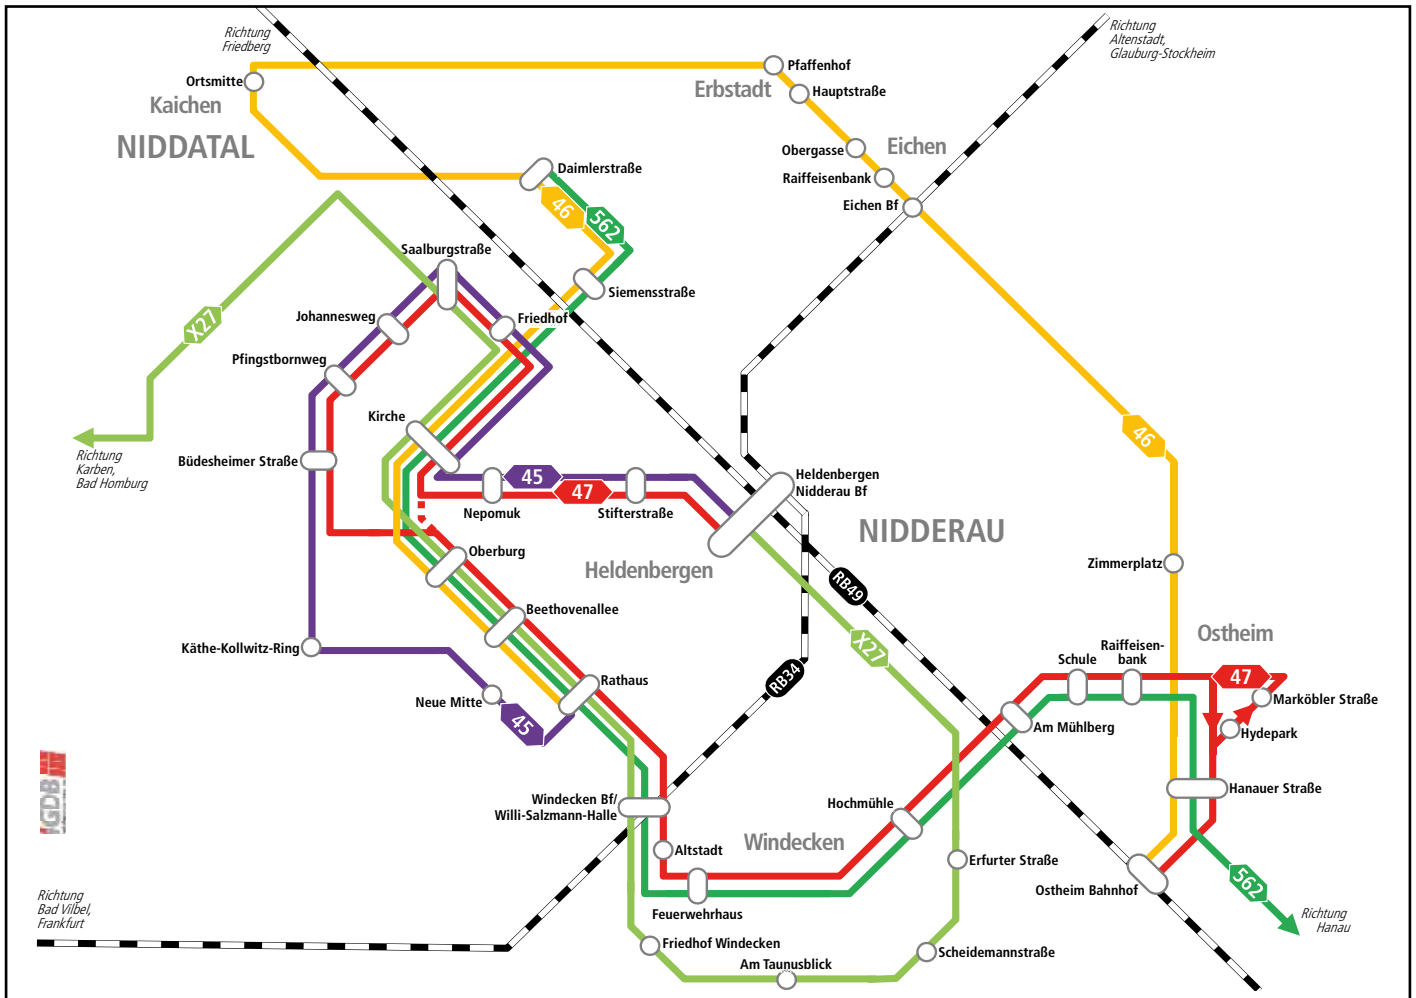 Richtung
Friedberg
Richtung
Altenstadt,
Glauburg-Stockheim
Ortsmitte
Kaichen
NIDDATAL
Pfaffenhof
Erbstadt
Hauptstraße
Obergasse
Eichen
Raiffeisenbank
Eichen Bf
Daimlerstraße
46
562
Saalburgstraße
Siemensstraße
X27
Johannesweg
Friedhof
Pfingstbornweg
Kirche
Richtung
Karben,
Bad Homburg
Büdesheimer Straße
45
47
Nepomuk
Stifterstraße
Heldenbergen
Nidderau Bf
46
NIDDERAU
Oberburg
Heldenbergen
RB49
Zimmerplatz
Beethovenallee
Käthe-Kollwitz-Ring
X27
Ostheim
Rathaus
RB34
Neue Mitte
45
Schule
Raiffeisen-
bank
47
Marköbler Straße
Am Mühlberg
Hydepark
GDB
Windecken Bf/
Willi-Salzmann-Halle
Hochmühle
Hanauer Straße
Altstadt
Windecken
Erfurter Straße
Ostheim Bahnhof
562
Feuerwehrhaus
Richtung
Bad Vilbel,
Frankfurt
Richtung
Hanau
Friedhof Windecken
Am Taunusblick
Scheidemannstraße